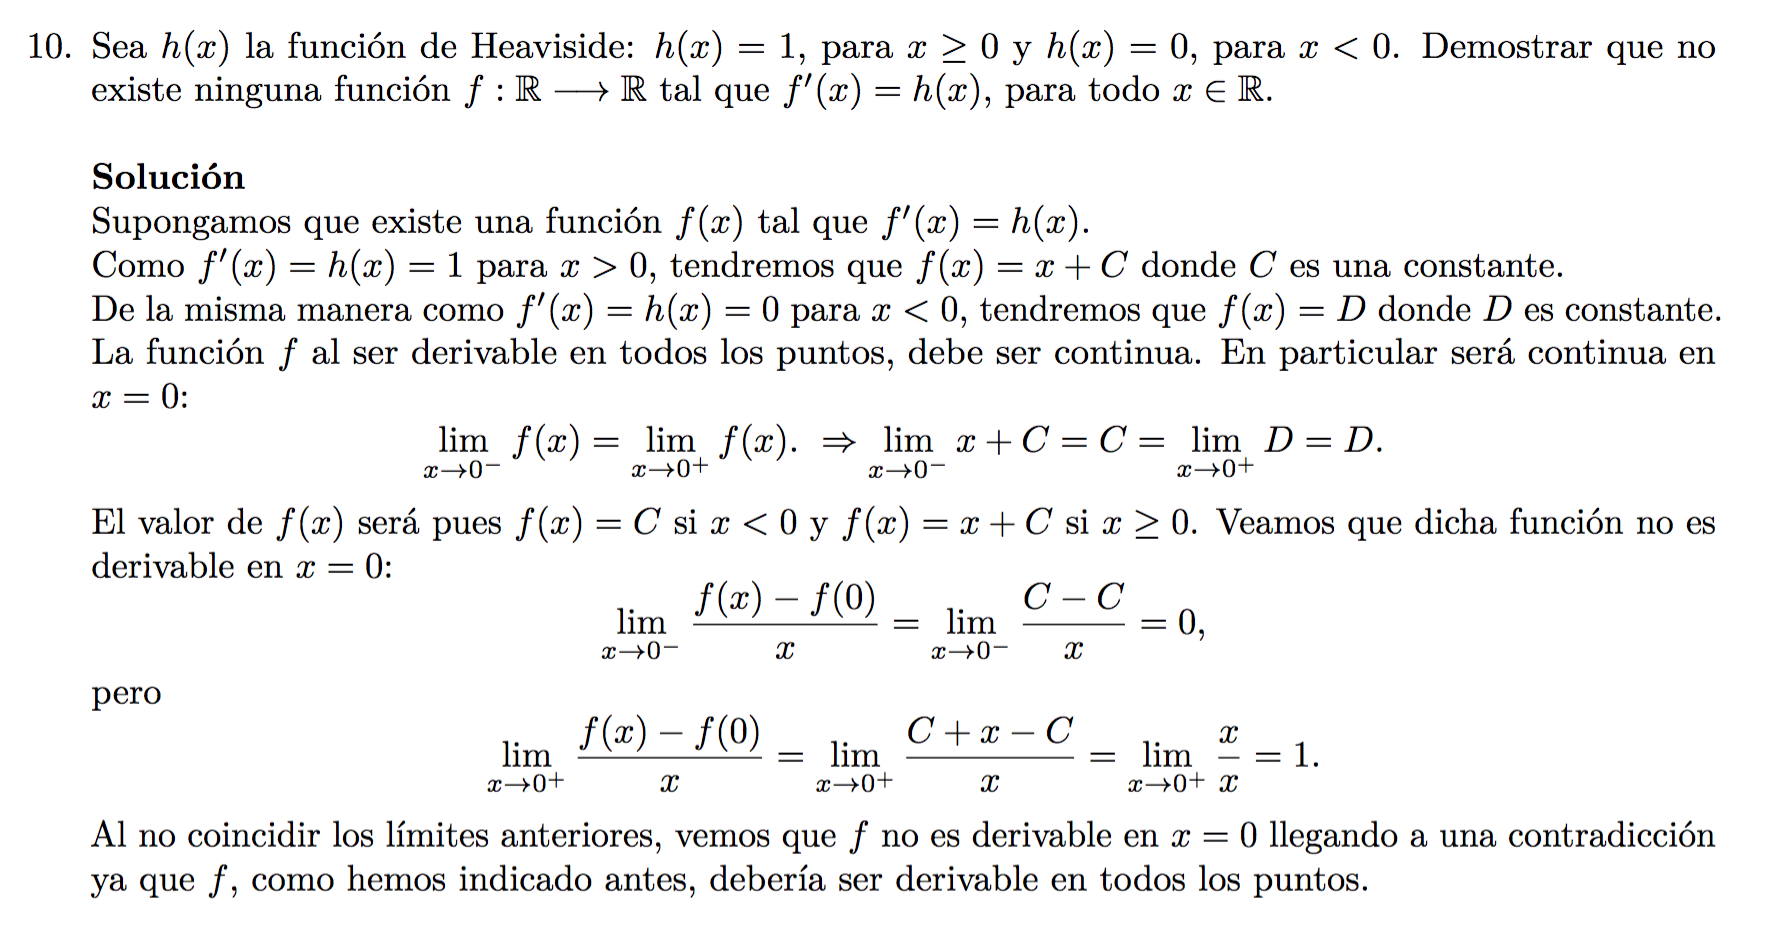 10. Sea h(x) la función de Heaviside: h(x) = 1, para x ≥ 0 y h(x) = 0, para x < 0. Demostrar que no
existe ninguna función f : ℝ ⟶ ℝ tal que f′(x) = h(x), para todo x ∈ ℝ.
Solución
Supongamos que existe una función f(x) tal que f′(x) = h(x).
Como f′(x) = h(x) = 1 para x > 0, tendremos que f(x) = x + C donde C es una constante.
De la misma manera como f′(x) = h(x) = 0 para x < 0, tendremos que f(x) = D donde D es constante.
La función f al ser derivable en todos los puntos, debe ser continua. En particular será continua en
x = 0:
lim_{x→0⁻} f(x) = lim_{x→0⁺} f(x). ⇒ lim_{x→0⁻} x + C = C = lim_{x→0⁺} D = D.
El valor de f(x) será pues f(x) = C si x < 0 y f(x) = x + C si x ≥ 0. Veamos que dicha función no es
derivable en x = 0:
lim_{x→0⁻} (f(x) − f(0))/x = lim_{x→0⁻} (C − C)/x = 0,
pero
lim_{x→0⁺} (f(x) − f(0))/x = lim_{x→0⁺} (C + x − C)/x = lim_{x→0⁺} x/x = 1.
Al no coincidir los límites anteriores, vemos que f no es derivable en x = 0 llegando a una contradicción
ya que f, como hemos indicado antes, debería ser derivable en todos los puntos.